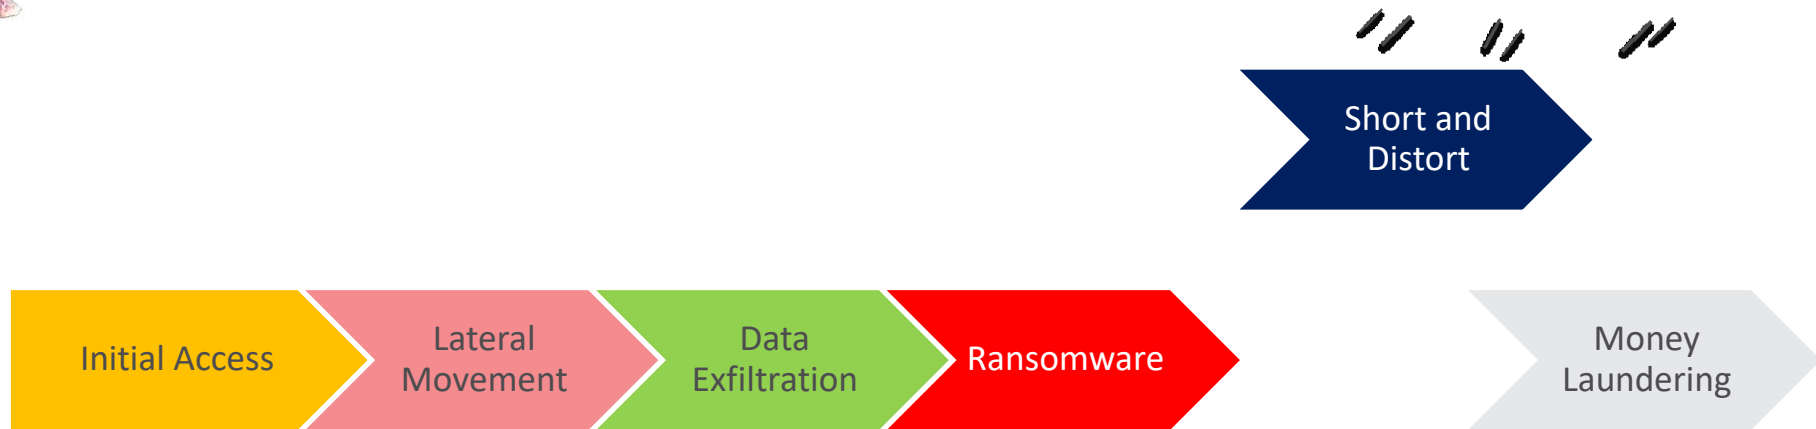 Short and
Distort
Initial Access
Lateral
Movement
Data
Exfiltration
Ransomware
Money
Laundering